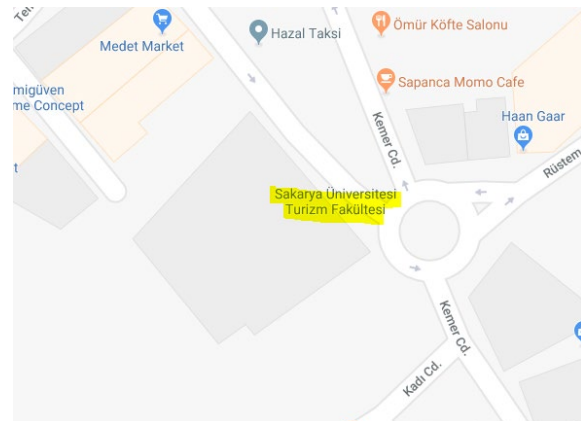 Medet Market
Hazal Taksi
Ömür Köfte Salonu
Sapanca Momo Cafe
migüven
me Concept
Haan Gaar
Kemer Cd.
Rüstem
Sakarya Üniversitesi
Turizm Fakültesi
Kemer Cd.
Kadı Cd.